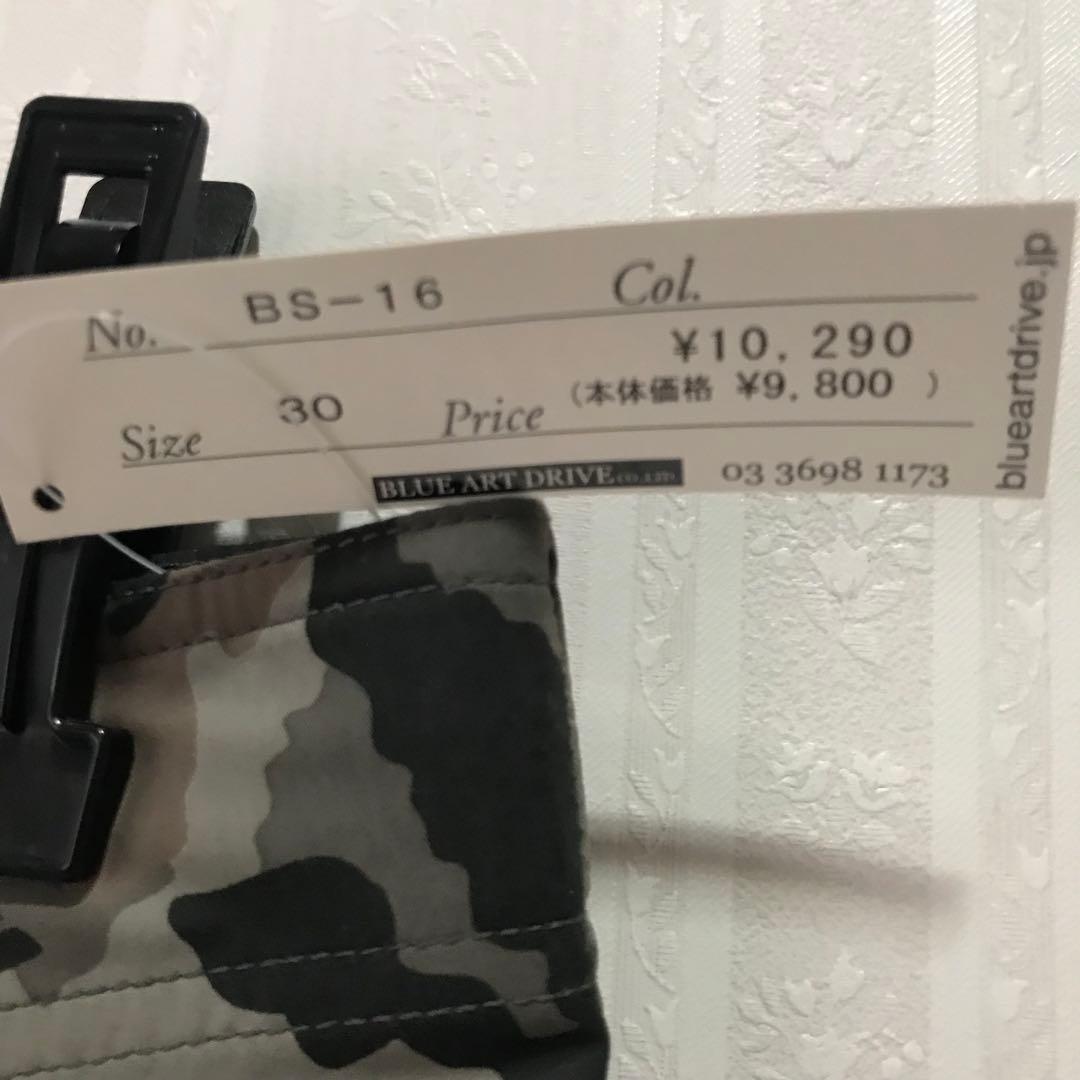 No. BS-16 Col.
¥10,290
Size 30 Price (本体価格 ¥9,800 )
BLUE ART DRIVE CO.,LTD. 03 3698 1173
blueartdrive.jp